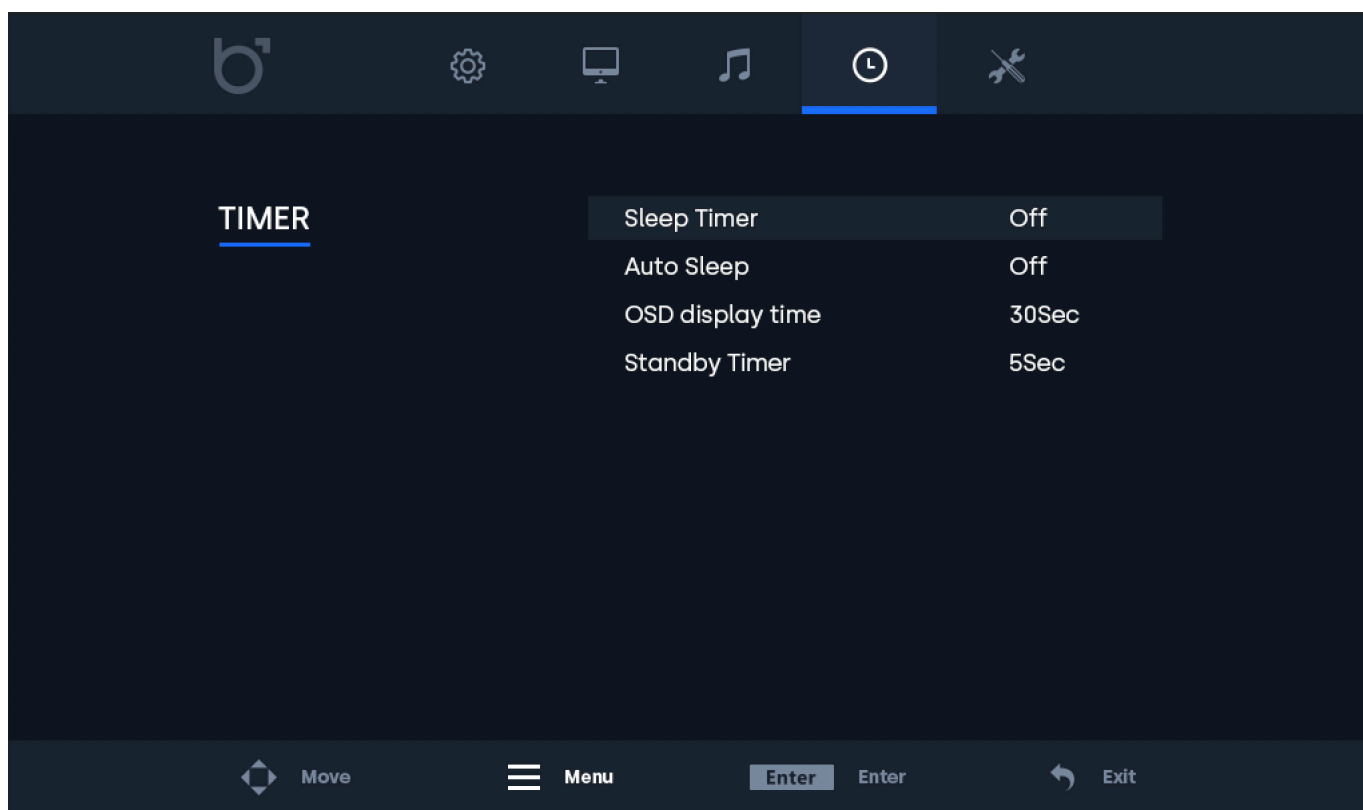 TIMER
Sleep Timer Off
Auto Sleep Off
OSD display time 30Sec
Standby Timer 5Sec
Move Menu Enter Enter Exit